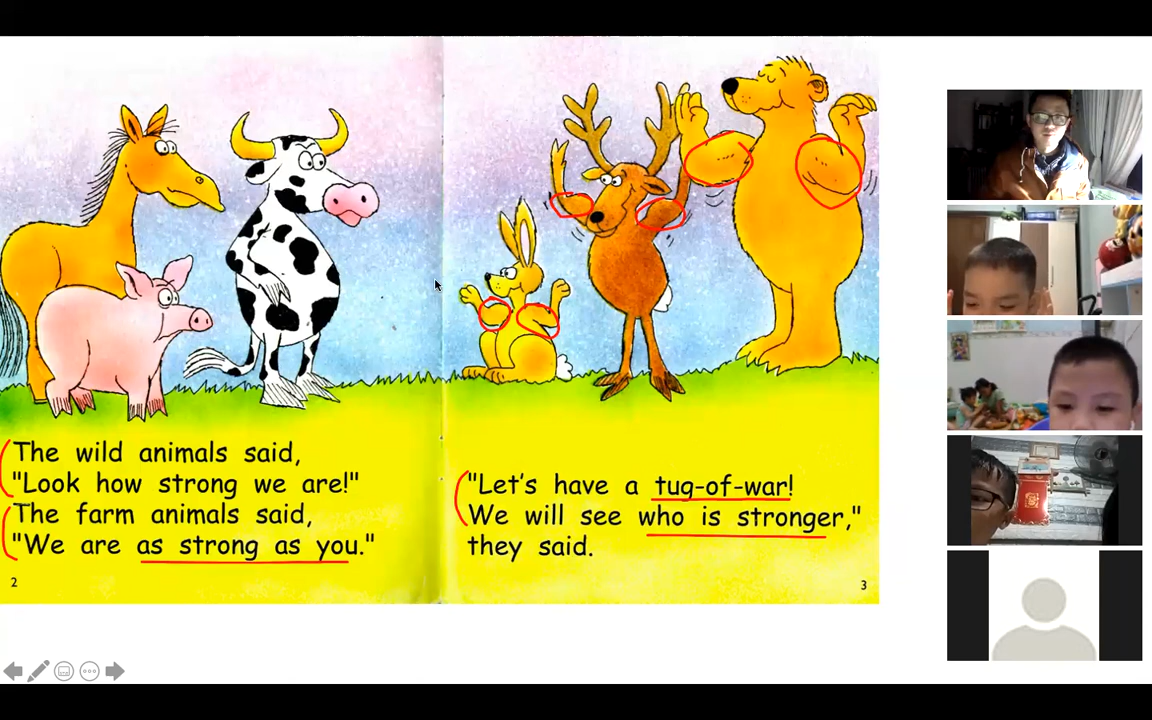 The wild animals said,
"Look how strong we are!"
The farm animals said,
"We are as strong as you."
2
"Let's have a tug-of-war!
We will see who is stronger,"
they said.
3